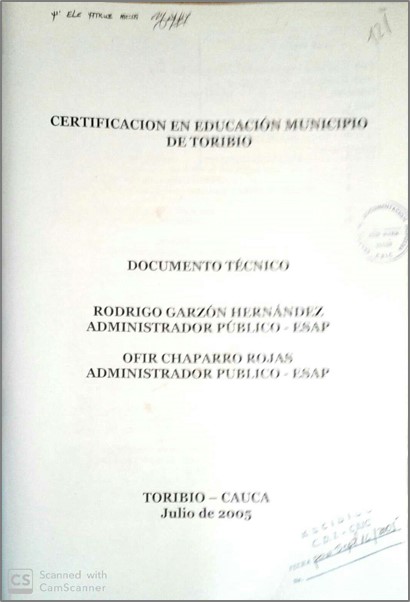 CERTIFICACION EN EDUCACIÓN MUNICIPIO
DE TORIBIO
DOCUMENTO TÉCNICO
RODRIGO GARZÓN HERNÁNDEZ
ADMINISTRADOR PÚBLICO - ESAP
OFIR CHAPARRO ROJAS
ADMINISTRADOR PUBLICO - ESAP
TORIBIO – CAUCA
Julio de 2005
CS Scanned with
CamScanner